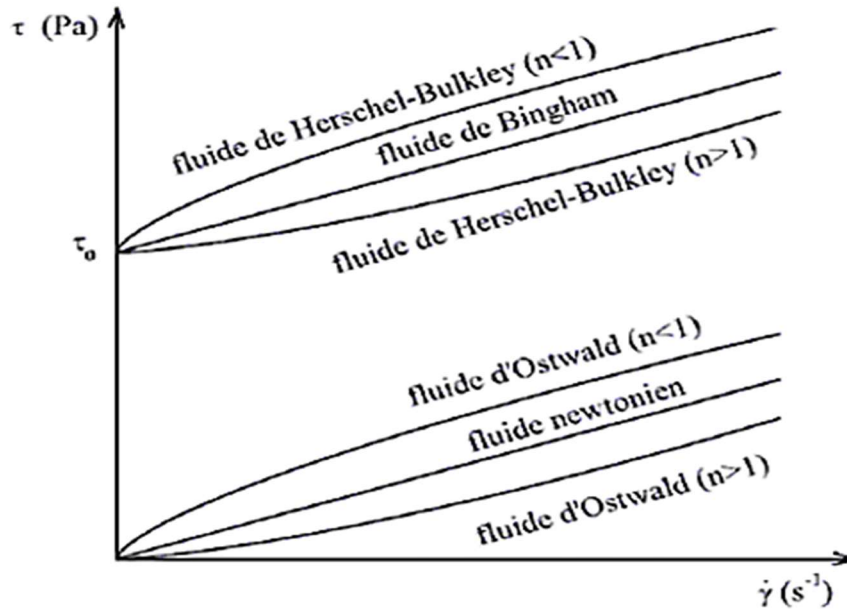 τ (Pa)
fluide de Herschel-Bulkley (n<1)
fluide de Bingham
fluide de Herschel-Bulkley (n>1)
τ₀
fluide d'Ostwald (n<1)
fluide newtonien
fluide d'Ostwald (n>1)
γ̇ (s⁻¹)